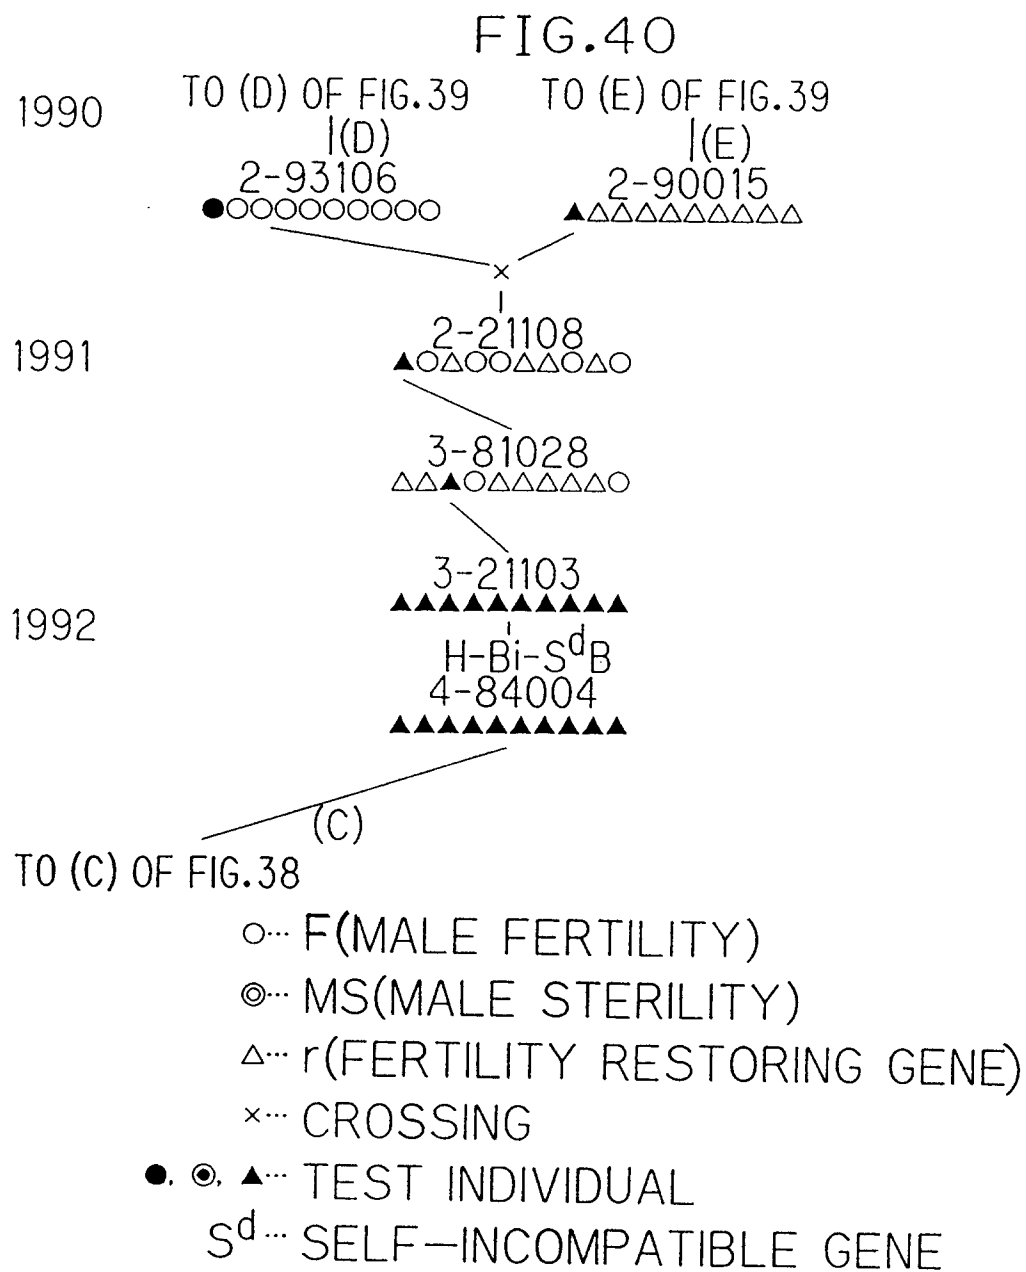 FIG.40
1990
TO (D) OF FIG.39 TO (E) OF FIG.39
(D) (E)
2-93106 2-90015
×
1991
2-21108
3-81028
3-21103
1992
H-Bi-SᵈB
4-84004
(C)
TO (C) OF FIG.38
○··· F(MALE FERTILITY)
◎··· MS(MALE STERILITY)
△··· r(FERTILITY RESTORING GENE)
×··· CROSSING
●, ◉, ▲··· TEST INDIVIDUAL
Sᵈ··· SELF-INCOMPATIBLE GENE